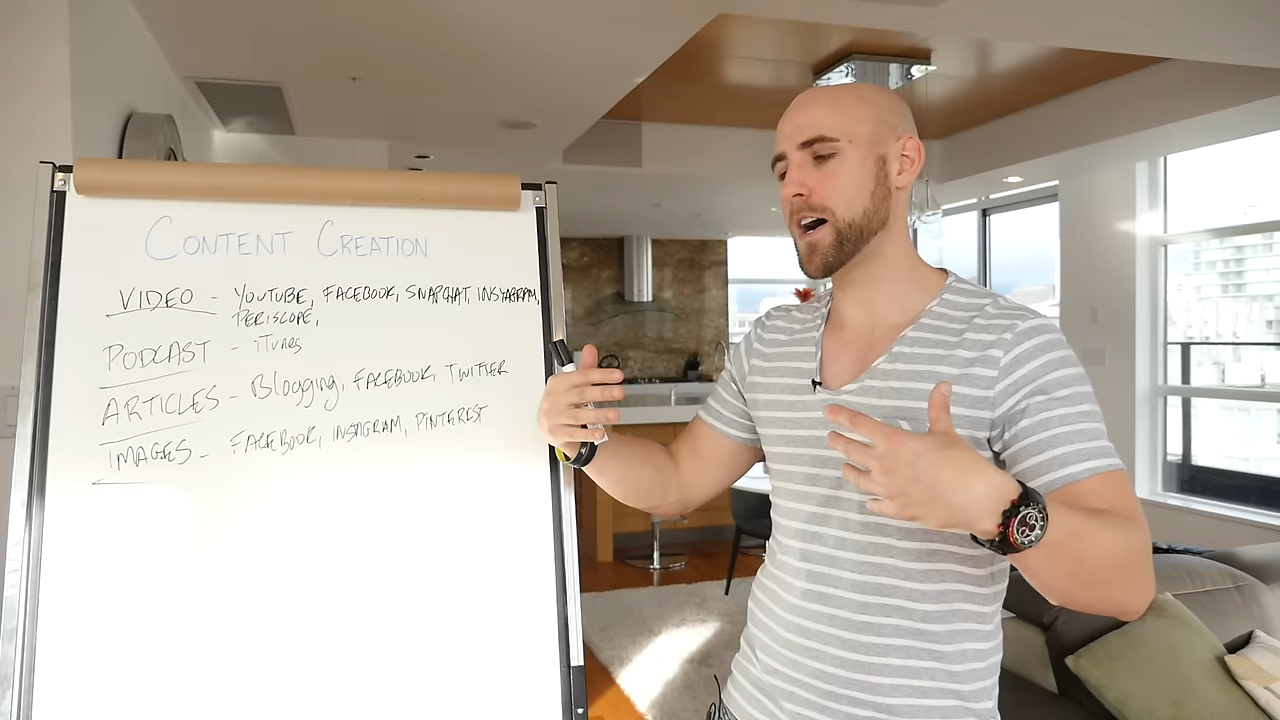 CONTENT CREATION
VIDEO - YOUTUBE, FACEBOOK, SNAPCHAT, INSTAGRAM,
PERISCOPE,
PODCAST - iTunes
ARTICLES - Blogging, FACEBOOK, TWITTER
IMAGES - FACEBOOK, INSTAGRAM, PINTEREST